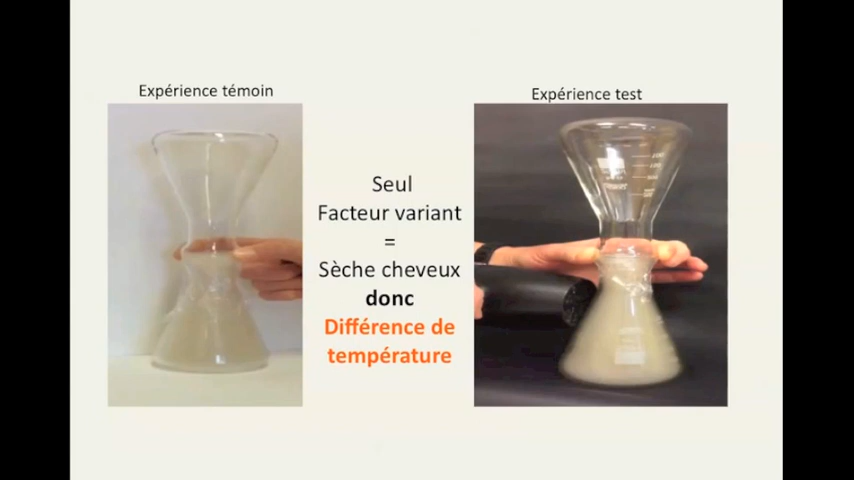 Expérience témoin
Expérience test
Seul
Facteur variant
=
Sèche cheveux
donc
Différence de
température